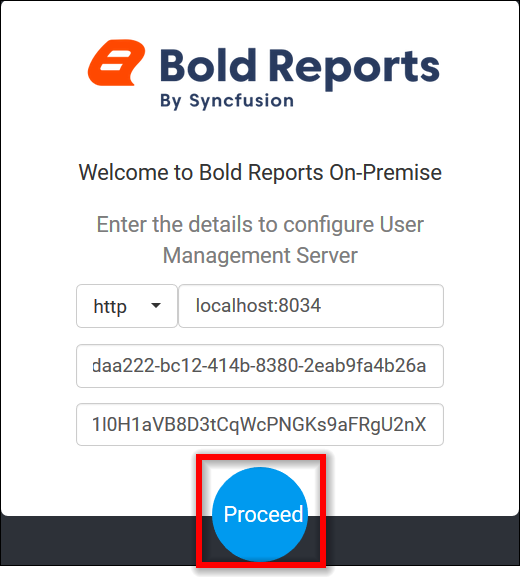 Bold Reports
By Syncfusion
Welcome to Bold Reports On-Premise
Enter the details to configure User
Management Server
http
localhost:8034
daa222-bc12-414b-8380-2eab9fa4b26a
1I0H1aVB8D3tCqWcPNGKs9aFRgU2nX
Proceed